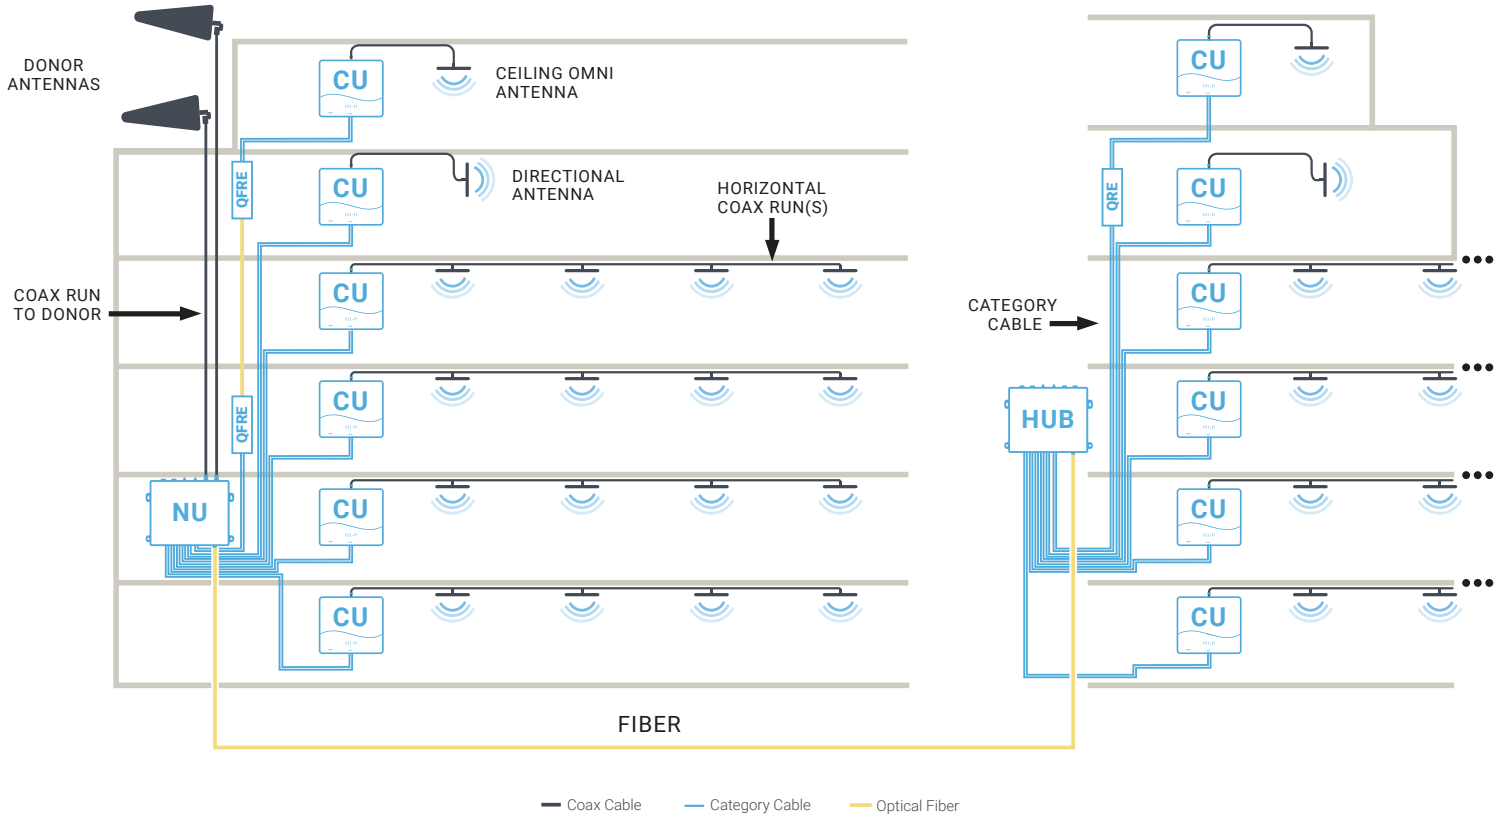 DONOR
ANTENNAS
CU
CEILING OMNI
ANTENNA
QFRE
CU
DIRECTIONAL
ANTENNA
HORIZONTAL
COAX RUN(S)
COAX RUN
TO DONOR
CU
QFRE
CU
NU
CU
CU
CU
QRE
CU
CATEGORY
CABLE
CU
HUB
CU
CU
CU
FIBER
Coax Cable
Category Cable
Optical Fiber